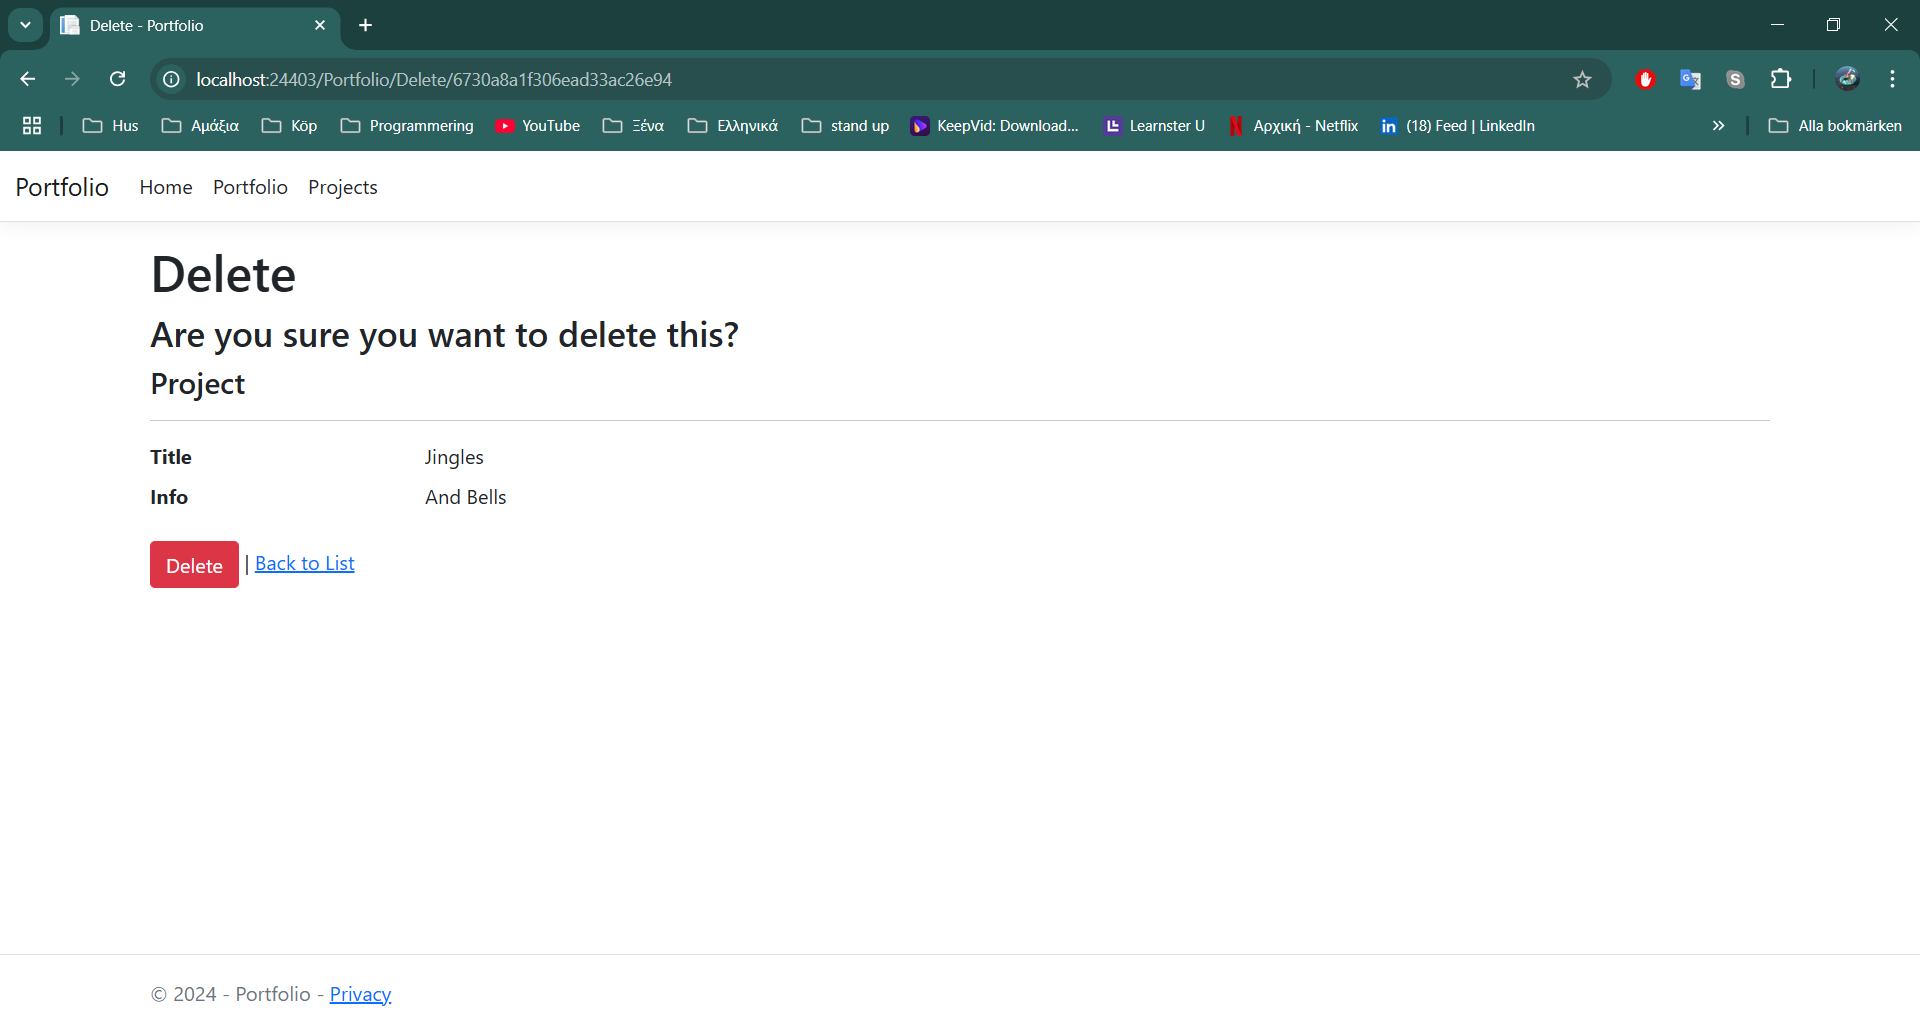 Delete - Portfolio
localhost:24403/Portfolio/Delete/6730a8a1f306ead33ac26e94
Hus Αμάξια Köp Programmering YouTube Ξένα Ελληνικά stand up KeepVid: Download... Learnster U Αρχική - Netflix (18) Feed | LinkedIn Alla bokmärken
Portfolio Home Portfolio Projects
Delete
Are you sure you want to delete this?
Project
Title Jingles
Info And Bells
Delete | Back to List
© 2024 - Portfolio - Privacy